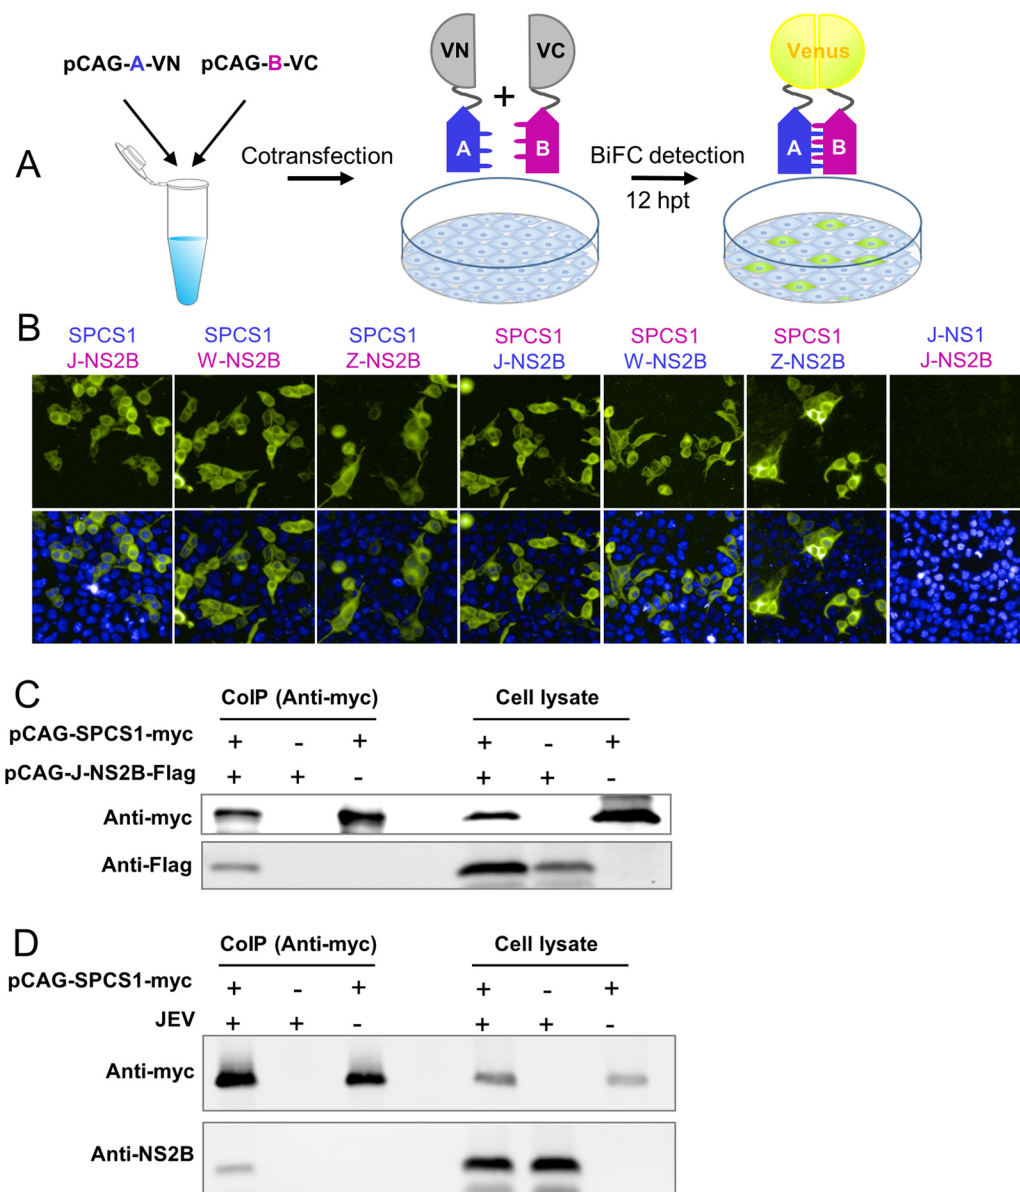 A
pCAG-A-VN pCAG-B-VC
VN VC Venus
+
A B A B
Cotransfection
BiFC detection
12 hpt
B
SPCS1 SPCS1 SPCS1 SPCS1 SPCS1 SPCS1 J-NS1
J-NS2B W-NS2B Z-NS2B J-NS2B W-NS2B Z-NS2B J-NS2B
C
CoIP (Anti-myc) Cell lysate
pCAG-SPCS1-myc + - + + - +
pCAG-J-NS2B-Flag + + - + + -
Anti-myc
Anti-Flag
D
CoIP (Anti-myc) Cell lysate
pCAG-SPCS1-myc + - + + - +
JEV + + - + + -
Anti-myc
Anti-NS2B